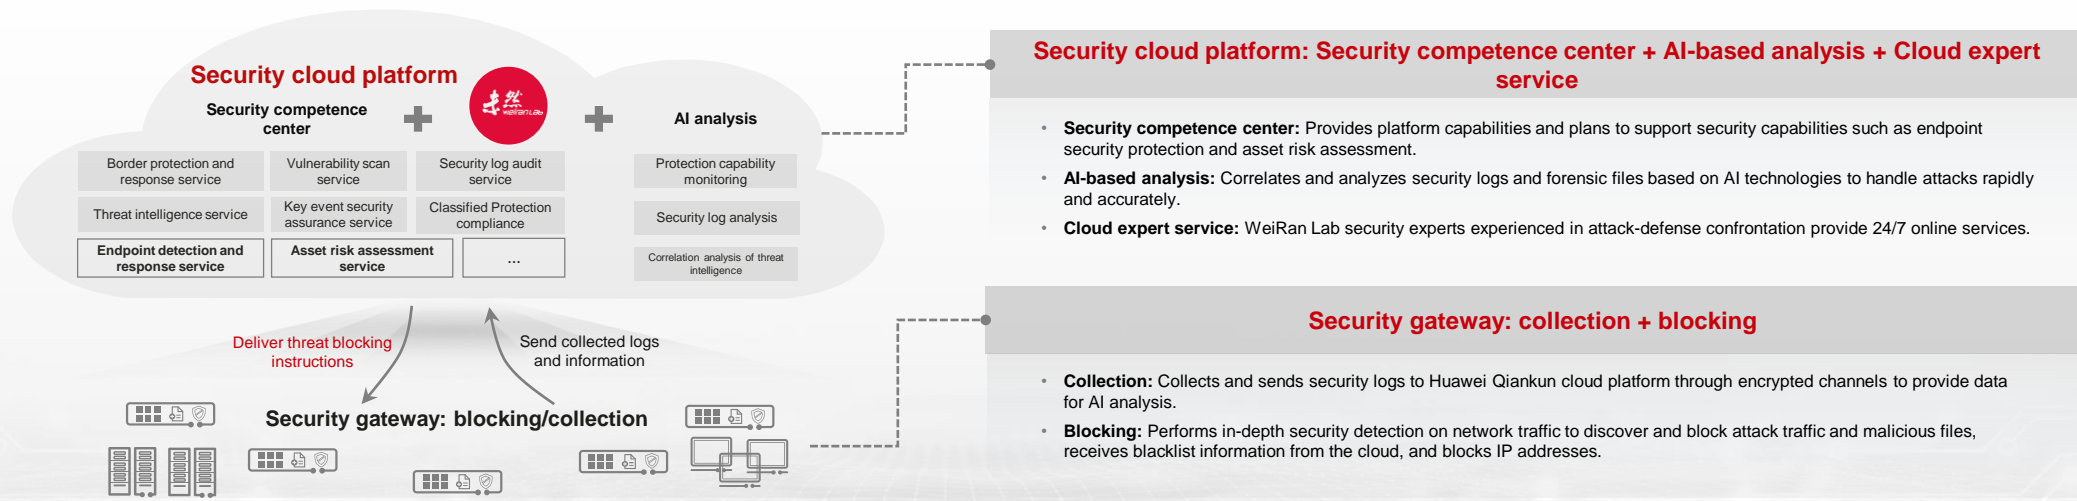 Security cloud platform
Security competence
center
未然
WeiranLab
AI analysis
Border protection and
response service
Vulnerability scan
service
Security log audit
service
Threat intelligence service
Key event security
assurance service
Classified Protection
compliance
Endpoint detection and
response service
Asset risk assessment
service
...
Protection capability
monitoring
Security log analysis
Correlation analysis of threat
intelligence
Deliver threat blocking
instructions
Send collected logs
and information
Security gateway: blocking/collection
Security cloud platform: Security competence center + AI-based analysis + Cloud expert
service
• Security competence center: Provides platform capabilities and plans to support security capabilities such as endpoint
security protection and asset risk assessment.
• AI-based analysis: Correlates and analyzes security logs and forensic files based on AI technologies to handle attacks rapidly
and accurately.
• Cloud expert service: WeiRan Lab security experts experienced in attack-defense confrontation provide 24/7 online services.
Security gateway: collection + blocking
• Collection: Collects and sends security logs to Huawei Qiankun cloud platform through encrypted channels to provide data
for AI analysis.
• Blocking: Performs in-depth security detection on network traffic to discover and block attack traffic and malicious files,
receives blacklist information from the cloud, and blocks IP addresses.